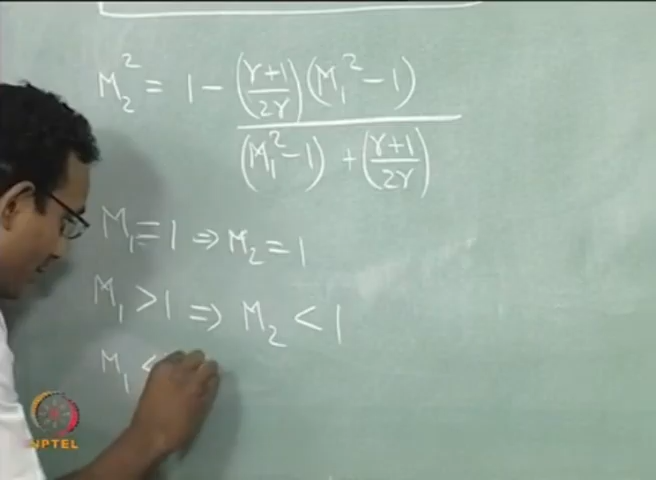 M₂² = 1 - ((γ+1)/(2γ))(M₁² - 1) / ((M₁² - 1) + ((γ+1)/(2γ)))
M₁ = 1 ⇒ M₂ = 1
M₁ > 1 ⇒ M₂ < 1
M₁ <
NPTEL